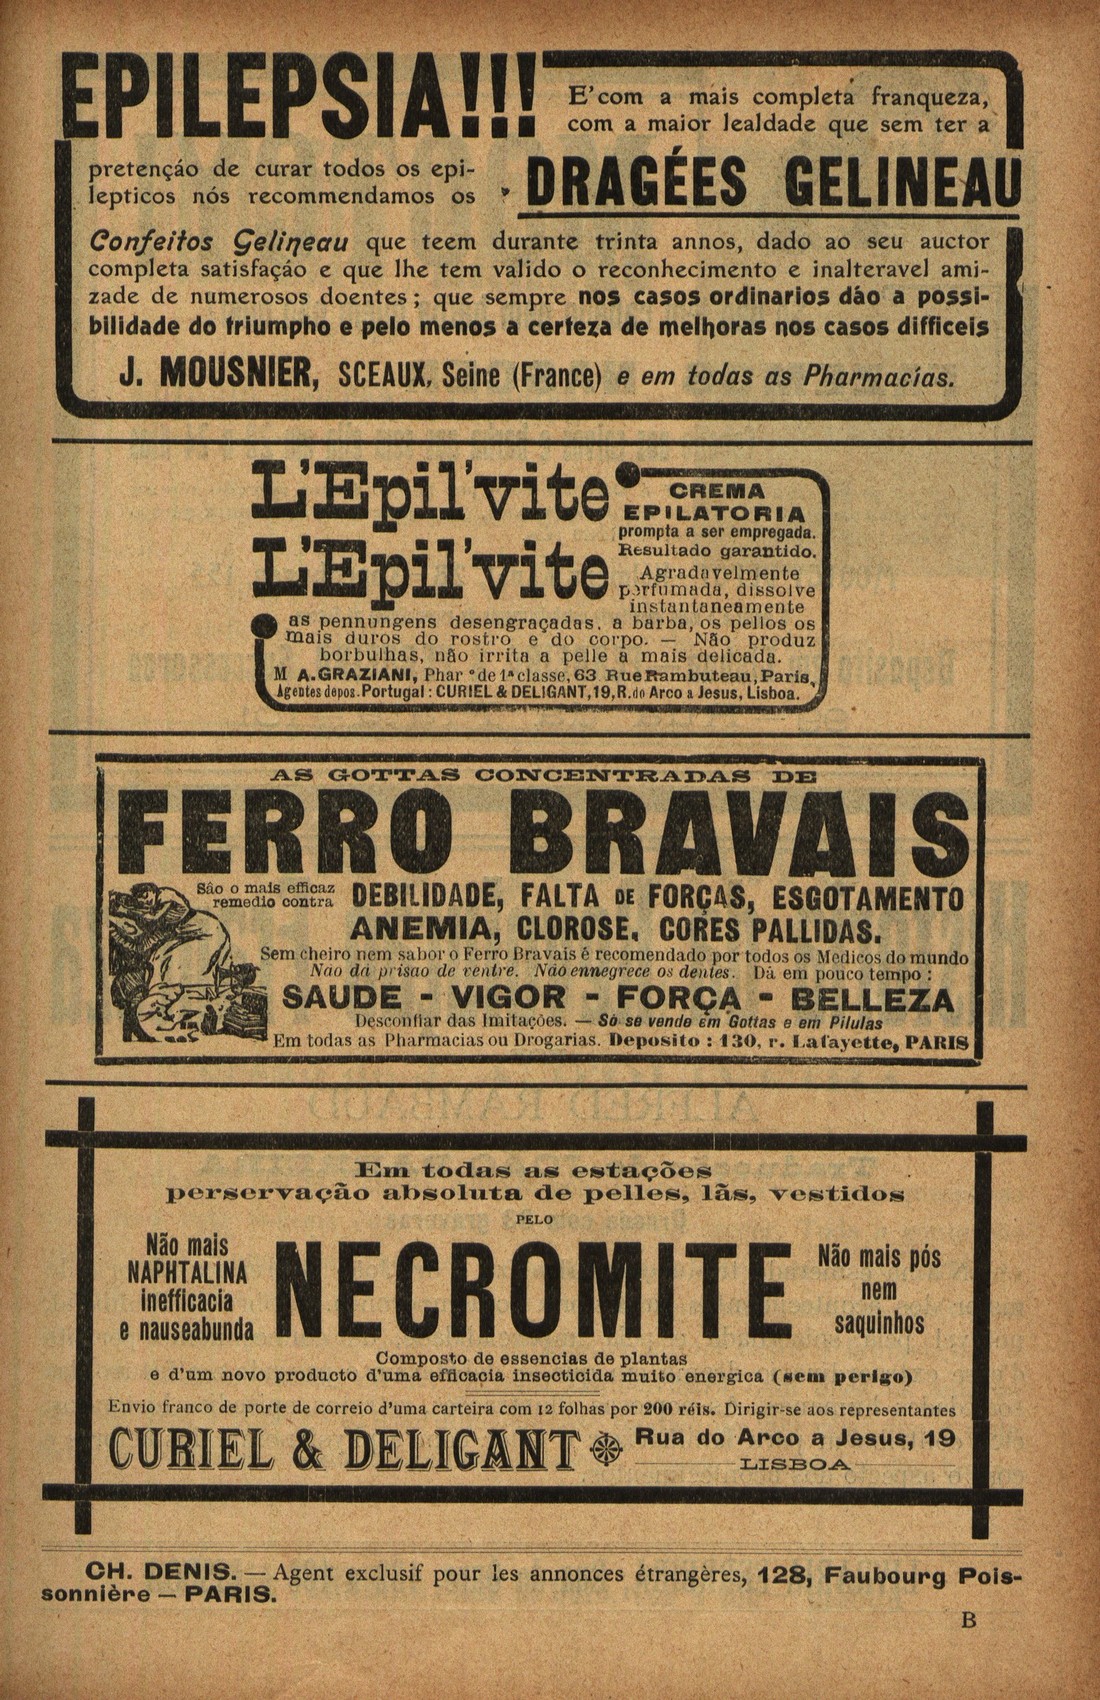 EPILEPSIA!!!
E' com a mais completa franqueza,
com a maior lealdade que sem ter a
pretenção de curar todos os epi-
lepticos nós recommendamos os
DRAGÉES GELINEAU
Confeitos Gelineau que teem durante trinta annos, dado ao seu auctor
completa satisfação e que lhe tem valido o reconhecimento e inalteravel ami-
zade de numerosos doentes; que sempre nos casos ordinarios dão a possi-
bilidade do triumpho e pelo menos a certeza de melhoras nos casos difficeis
J. MOUSNIER, SCEAUX, Seine (France) e em todas as Pharmacias.
L'Epil'vite
L'Epil'vite
CREMA
EPILATORIA
prompta a ser empregada.
Resultado garantido.
Agradavelmente
perfumada, dissolve
instantaneamente
as pennungens desengraçadas, a barba, os pellos os
mais duros do rostro e do corpo. — Não produz
borbulhas, não irrita a pelle a mais delicada.
M A. GRAZIANI, Phar ᵒ de 1ª classe, 63 Rue Rambuteau, Paris,
Agentes depos. Portugal: CURIEL & DELIGANT, 19, R. do Arco a Jesus, Lisboa.
AS GOTTAS CONCENTRADAS DE
FERRO BRAVAIS
São o mais efficaz
remedio contra
DEBILIDADE, FALTA DE FORÇAS, ESGOTAMENTO
ANEMIA, CLOROSE, CORES PALLIDAS.
Sem cheiro nem sabor o Ferro Bravais é recomendado por todos os Medicos do mundo
Não dá prisao de ventre. Não ennegrece os dentes. Dá em pouco tempo:
SAUDE - VIGOR - FORÇA - BELLEZA
Desconfiar das Imitações. — Só se vende em Gottas e em Pilulas
Em todas as Pharmacias ou Drogarias. Deposito: 130, r. Lafayette, PARIS
Em todas as estações
perservação absoluta de pelles, lãs, vestidos
PELO
Não mais
NAPHTALINA
inefficacia
e nauseabunda
NECROMITE
Não mais pós
nem
saquinhos
Composto de essencias de plantas
e d'um novo producto d'uma efficacia insecticida muito energica (sem perigo)
Envio franco de porte de correio d'uma carteira com 12 folhas por 200 réis. Dirigir-se aos representantes
CURIEL & DELIGANT
Rua do Arco a Jesus, 19
LISBOA
CH. DENIS. — Agent exclusif pour les annonces étrangères, 128, Faubourg Pois-
sonnière — PARIS.
B